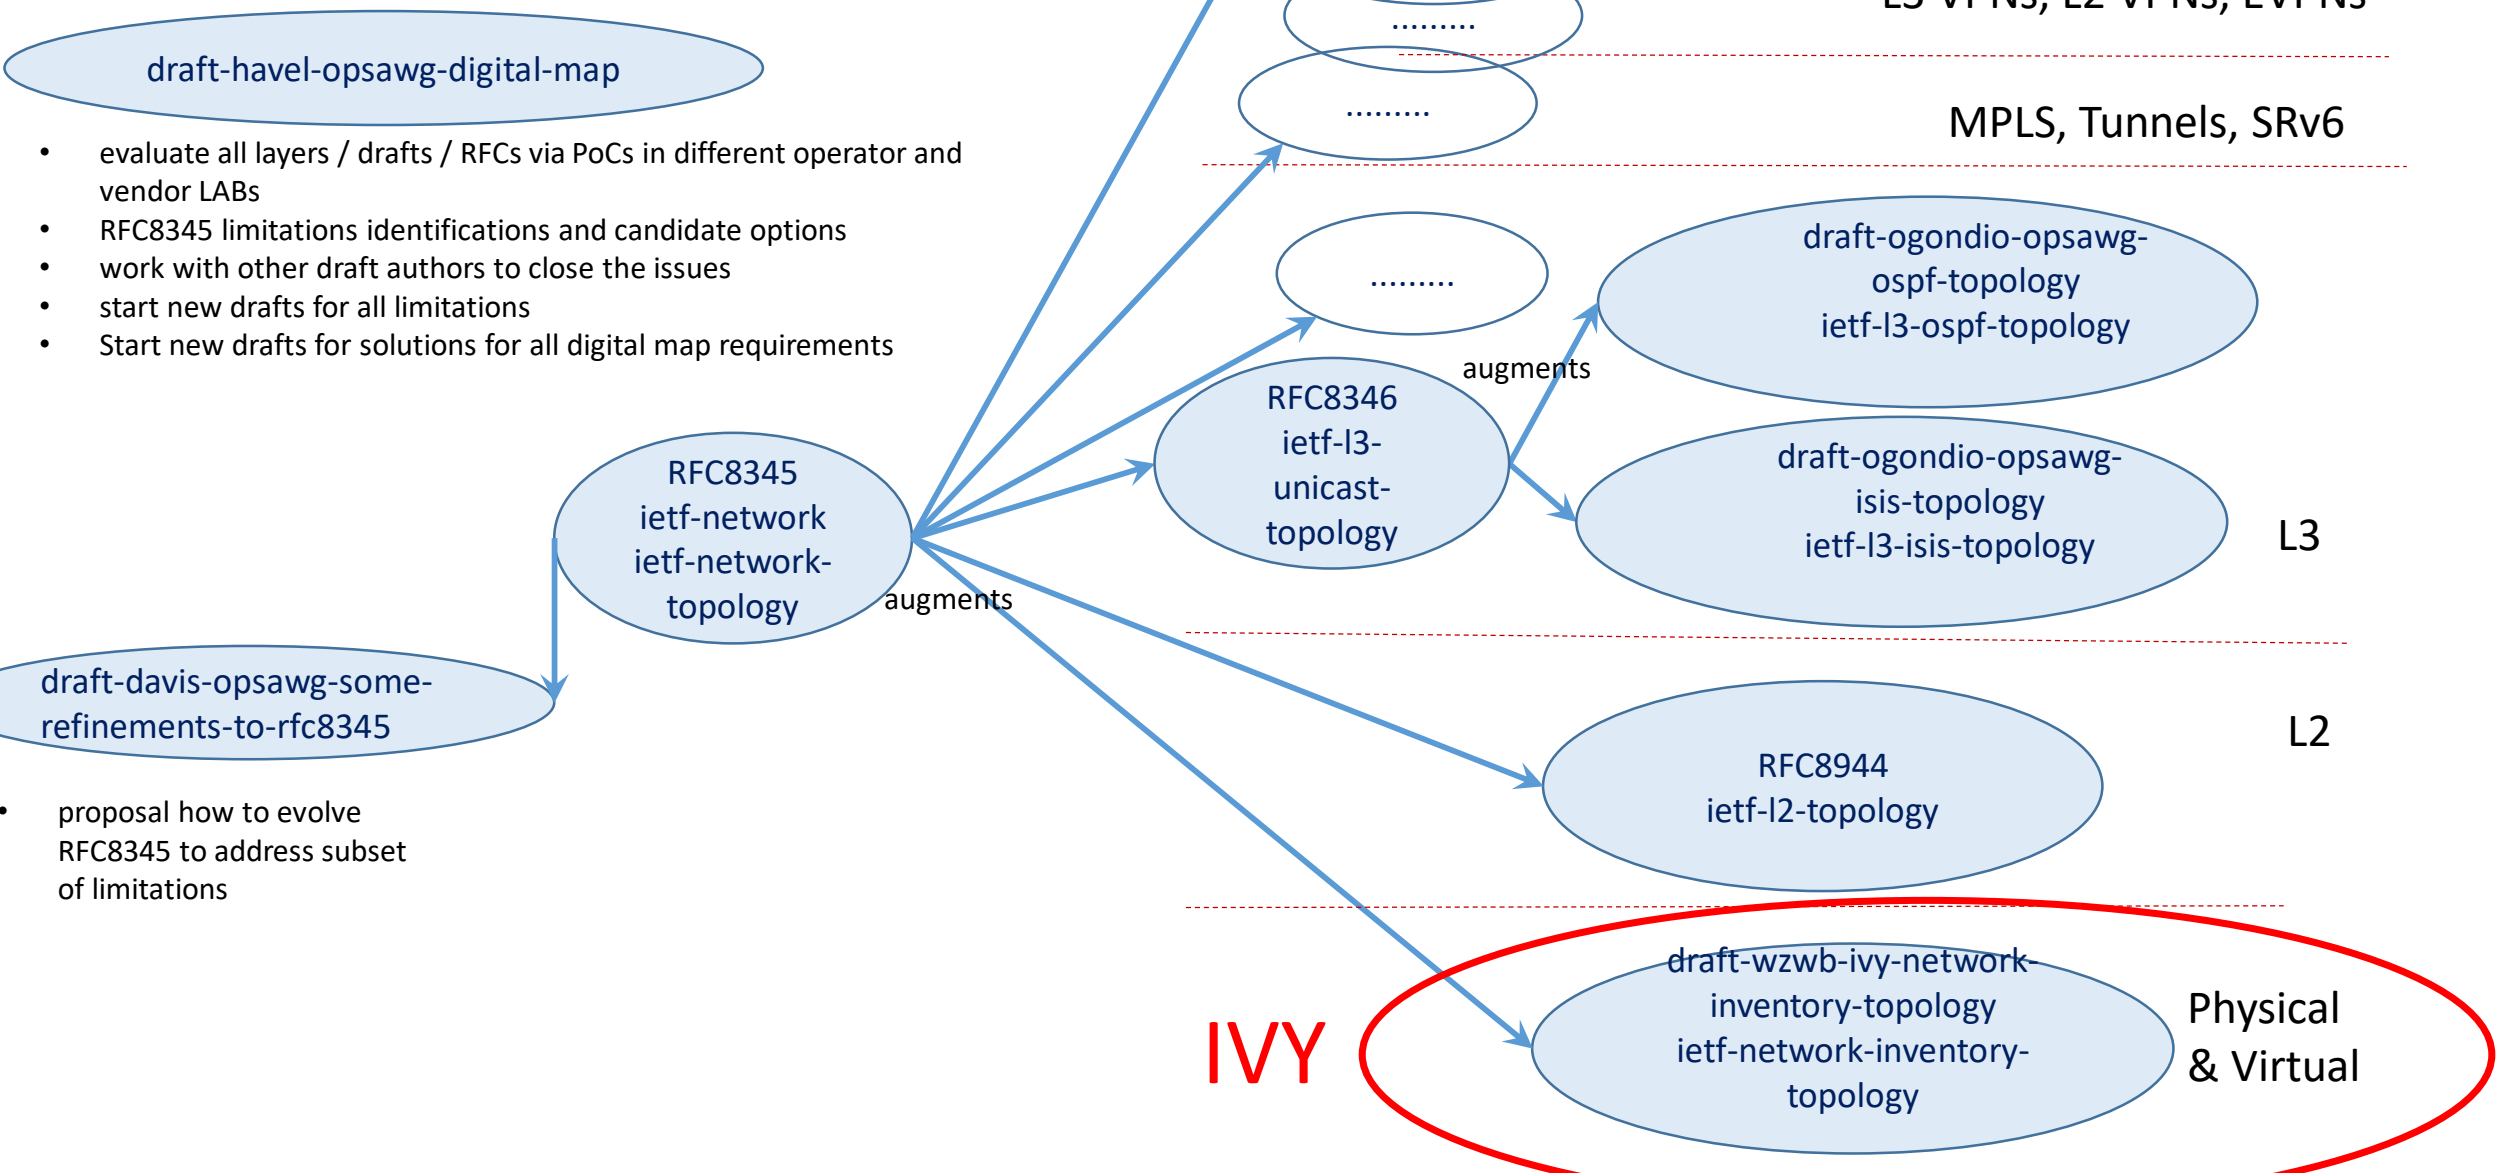 L3 VPNs, L2 VPNs, EVPNs
.........
draft-havel-opsawg-digital-map
.........
MPLS, Tunnels, SRv6
• evaluate all layers / drafts / RFCs via PoCs in different operator and
vendor LABs
• RFC8345 limitations identifications and candidate options
• work with other draft authors to close the issues
• start new drafts for all limitations
• Start new drafts for solutions for all digital map requirements
.........
draft-ogondio-opsawg-
ospf-topology
ietf-l3-ospf-topology
augments
RFC8346
ietf-l3-
unicast-
topology
draft-ogondio-opsawg-
isis-topology
ietf-l3-isis-topology
L3
RFC8345
ietf-network
ietf-network-
topology
augments
draft-davis-opsawg-some-
refinements-to-rfc8345
L2
RFC8944
ietf-l2-topology
• proposal how to evolve
RFC8345 to address subset
of limitations
IVY
draft-wzwb-ivy-network-
inventory-topology
ietf-network-inventory-
topology
Physical
& Virtual